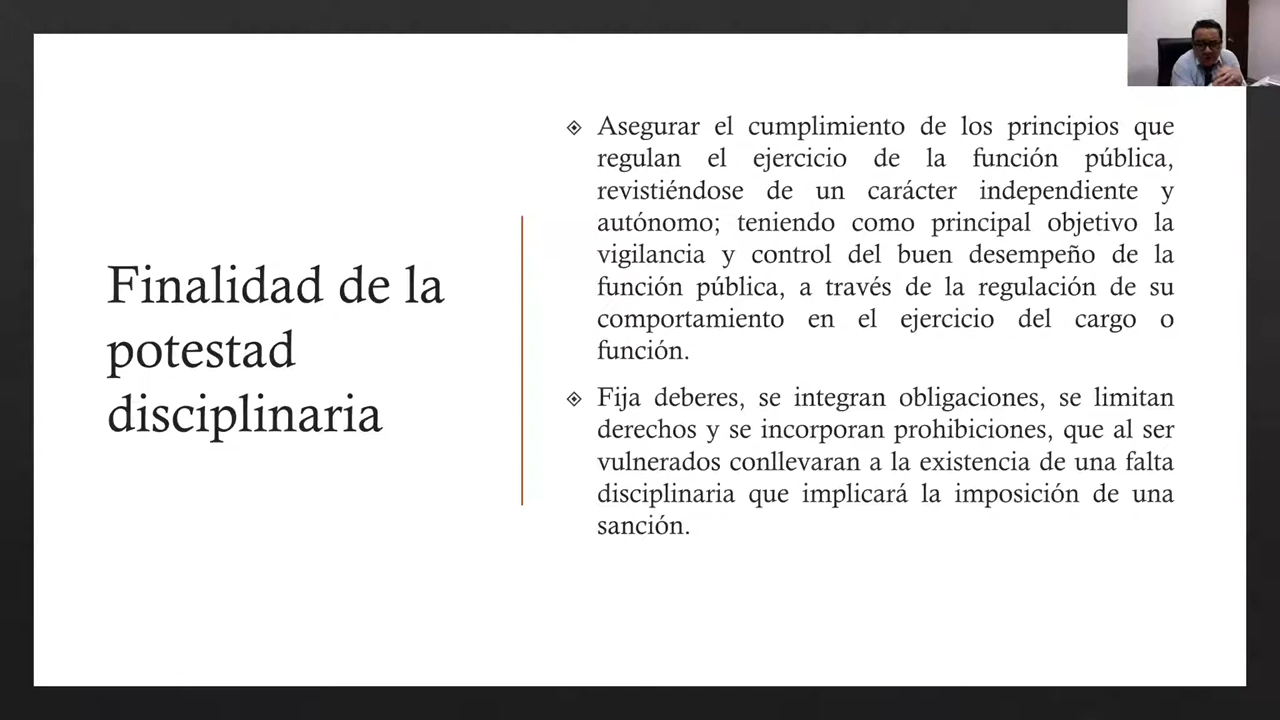 Finalidad de la
potestad
disciplinaria
Asegurar el cumplimiento de los principios que
regulan el ejercicio de la función pública,
revistiéndose de un carácter independiente y
autónomo; teniendo como principal objetivo la
vigilancia y control del buen desempeño de la
función pública, a través de la regulación de su
comportamiento en el ejercicio del cargo o
función.
Fija deberes, se integran obligaciones, se limitan
derechos y se incorporan prohibiciones, que al ser
vulnerados conllevaran a la existencia de una falta
disciplinaria que implicará la imposición de una
sanción.